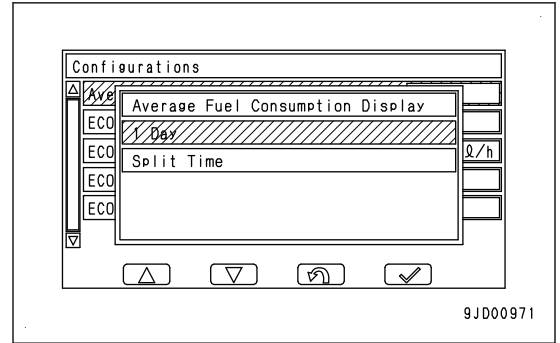 Configurations
Ave
Average Fuel Consumption Display
ECO
1 Day
ECO
ℓ/h
Split Time
ECO
ECO
9JD00971